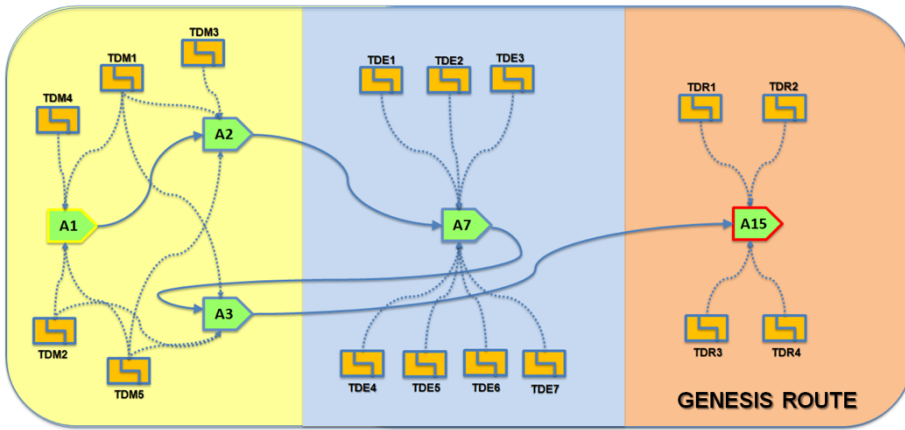 TDM3
TDM1
TDM4
A2
A1
A3
TDM2
TDM5
TDE1
TDE2
TDE3
A7
TDE4
TDE5
TDE6
TDE7
TDR1
TDR2
A15
TDR3
TDR4
GENESIS ROUTE